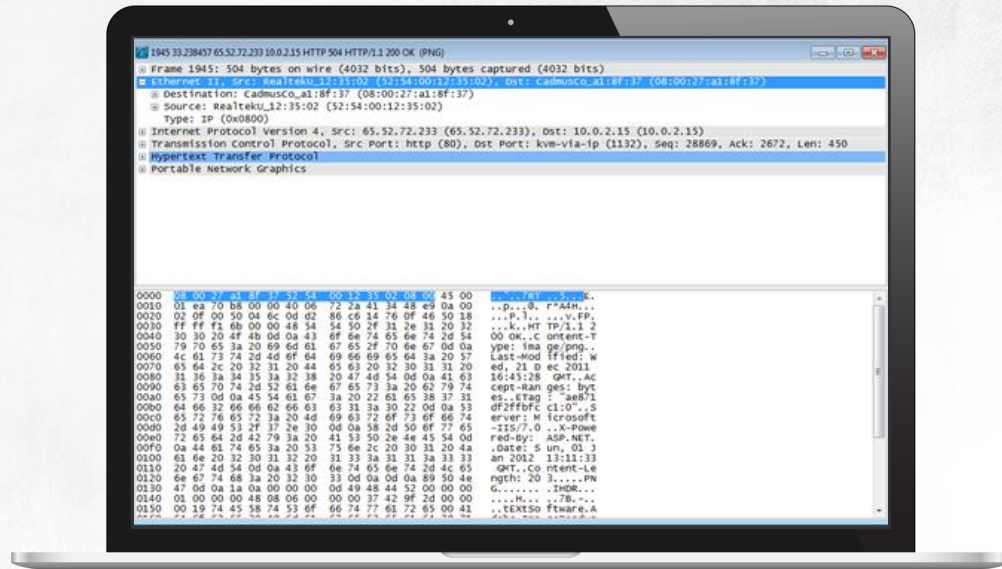 1945 33.238457 65.52.72.233 10.0.2.15 HTTP 504 HTTP/1.1 200 OK (PNG)
Frame 1945: 504 bytes on wire (4032 bits), 504 bytes captured (4032 bits)
Ethernet II, Src: RealtekU_12:35:02 (52:54:00:12:35:02), Dst: CadmusCo_a1:8f:37 (08:00:27:a1:8f:37)
Destination: CadmusCo_a1:8f:37 (08:00:27:a1:8f:37)
Source: RealtekU_12:35:02 (52:54:00:12:35:02)
Type: IP (0x0800)
Internet Protocol Version 4, Src: 65.52.72.233 (65.52.72.233), Dst: 10.0.2.15 (10.0.2.15)
Transmission Control Protocol, Src Port: http (80), Dst Port: kvm-via-ip (1132), Seq: 28869, Ack: 2672, Len: 450
Hypertext Transfer Protocol
Portable Network Graphics
0000 08 00 27 a1 8f 37 52 54 00 12 35 02 08 00 45 00 ..'..7RT ..5...E.
0010 01 ea 70 b8 00 00 40 06 72 2a 41 34 48 e9 0a 00 ..p...@. r*A4H...
0020 02 0f 00 50 04 6c 0d d2 86 c6 14 76 0f 46 50 18 ...P.l.. ...v.FP.
0030 ff ff f1 6b 00 00 48 54 54 50 2f 31 2e 31 20 32 ...k..HT TP/1.1 2
0040 30 30 20 4f 4b 0d 0a 43 6f 6e 74 65 6e 74 2d 54 00 OK..C ontent-T
0050 79 70 65 3a 20 69 6d 61 67 65 2f 70 6e 67 0d 0a ype: ima ge/png..
0060 4c 61 73 74 2d 4d 6f 64 69 66 69 65 64 3a 20 57 Last-Mod ified: W
0070 65 64 2c 20 32 31 20 44 65 63 20 32 30 31 31 20 ed, 21 D ec 2011
0080 31 36 3a 34 35 3a 32 38 20 47 4d 54 0d 0a 41 63 16:45:28 GMT..Ac
0090 63 65 70 74 2d 52 61 6e 67 65 73 3a 20 62 79 74 cept-Ran ges: byt
00a0 65 73 0d 0a 45 54 61 67 3a 20 22 61 65 38 37 31 es..ETag : "ae871
00b0 64 66 32 66 66 62 66 63 63 31 3a 30 22 0d 0a 53 df2ffbfc c1:0"..S
00c0 65 72 76 65 72 3a 20 4d 69 63 72 6f 73 6f 66 74 erver: M icrosoft
00d0 2d 49 49 53 2f 37 2e 30 0d 0a 58 2d 50 6f 77 65 -IIS/7.0 ..X-Powe
00e0 72 65 64 2d 42 79 3a 20 41 53 50 2e 4e 45 54 0d red-By: ASP.NET.
00f0 0a 44 61 74 65 3a 20 53 75 6e 2c 20 30 31 20 4a .Date: S un, 01 J
0100 61 6e 20 32 30 31 32 20 31 33 3a 31 31 3a 33 33 an 2012 13:11:33
0110 20 47 4d 54 0d 0a 43 6f 6e 74 65 6e 74 2d 4c 65 GMT..Co ntent-Le
0120 6e 67 74 68 3a 20 32 30 33 0d 0a 0d 0a 89 50 4e ngth: 20 3.....PN
0130 47 0d 0a 1a 0a 00 00 00 0d 49 48 44 52 00 00 00 G....... .IHDR...
0140 01 00 00 00 48 08 06 00 00 00 37 42 9f 2d 00 00 ....H... ..7B.-..
0150 00 19 74 45 58 74 53 6f 66 74 77 61 72 65 00 41 ..tEXtSo ftware.A